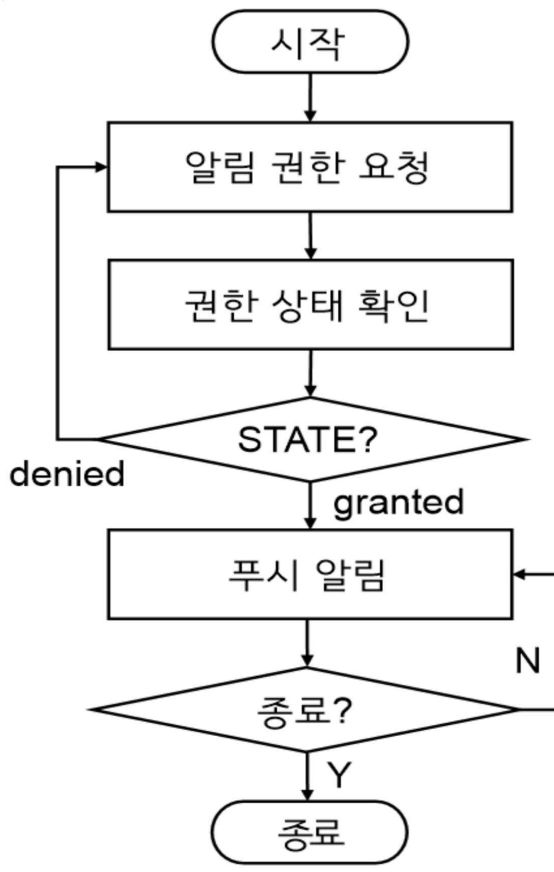 시작
알림 권한 요청
권한 상태 확인
STATE?
denied
granted
푸시 알림
N
종료?
Y
종료